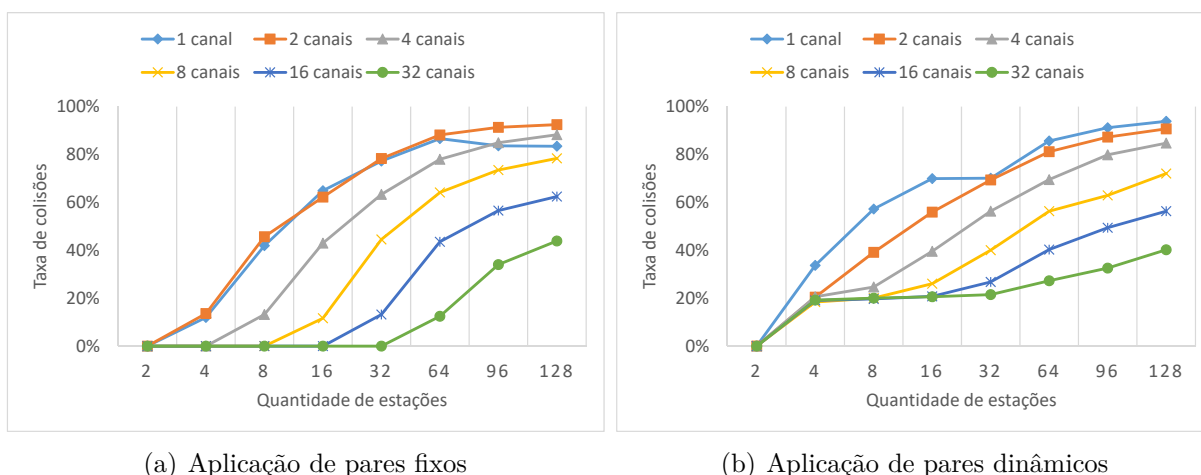 1 canal 2 canais 4 canais
8 canais 16 canais 32 canais
100%
80%
60%
40%
20%
0%
Taxa de colisões
2 4 8 16 32 64 96 128
Quantidade de estações
(a) Aplicação de pares fixos
1 canal 2 canais 4 canais
8 canais 16 canais 32 canais
100%
80%
60%
40%
20%
0%
Taxa de colisões
2 4 8 16 32 64 96 128
Quantidade de estações
(b) Aplicação de pares dinâmicos